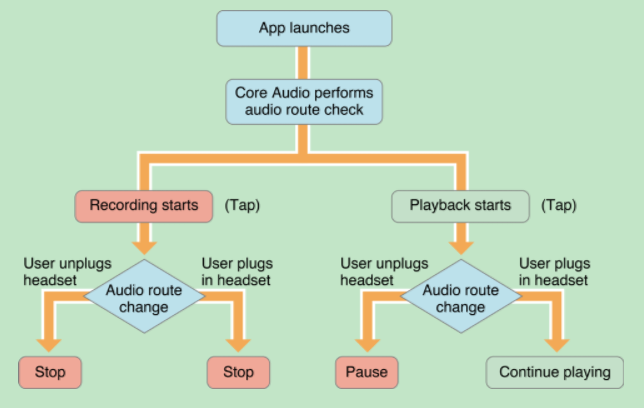 App launches
Core Audio performs
audio route check
Recording starts
(Tap)
Playback starts
(Tap)
User unplugs
headset
Audio route
change
User plugs
in headset
User unplugs
headset
Audio route
change
User plugs
in headset
Stop
Stop
Pause
Continue playing